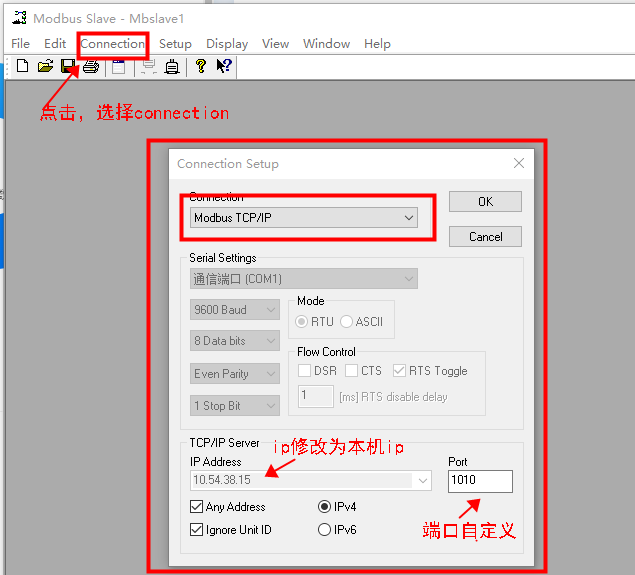 Modbus Slave - Mbslave1
File Edit Connection Setup Display View Window Help
点击，选择connection
Connection Setup
Connection
Modbus TCP/IP
OK
Cancel
Serial Settings
通信端口 (COM1)
9600 Baud
8 Data bits
Even Parity
1 Stop Bit
Mode
RTU ASCII
Flow Control
DSR CTS RTS Toggle
1 [ms] RTS disable delay
TCP/IP Server
ip修改为本机ip
IP Address
Port
10.54.38.15
1010
Any Address
IPv4
Ignore Unit ID
IPv6
端口自定义